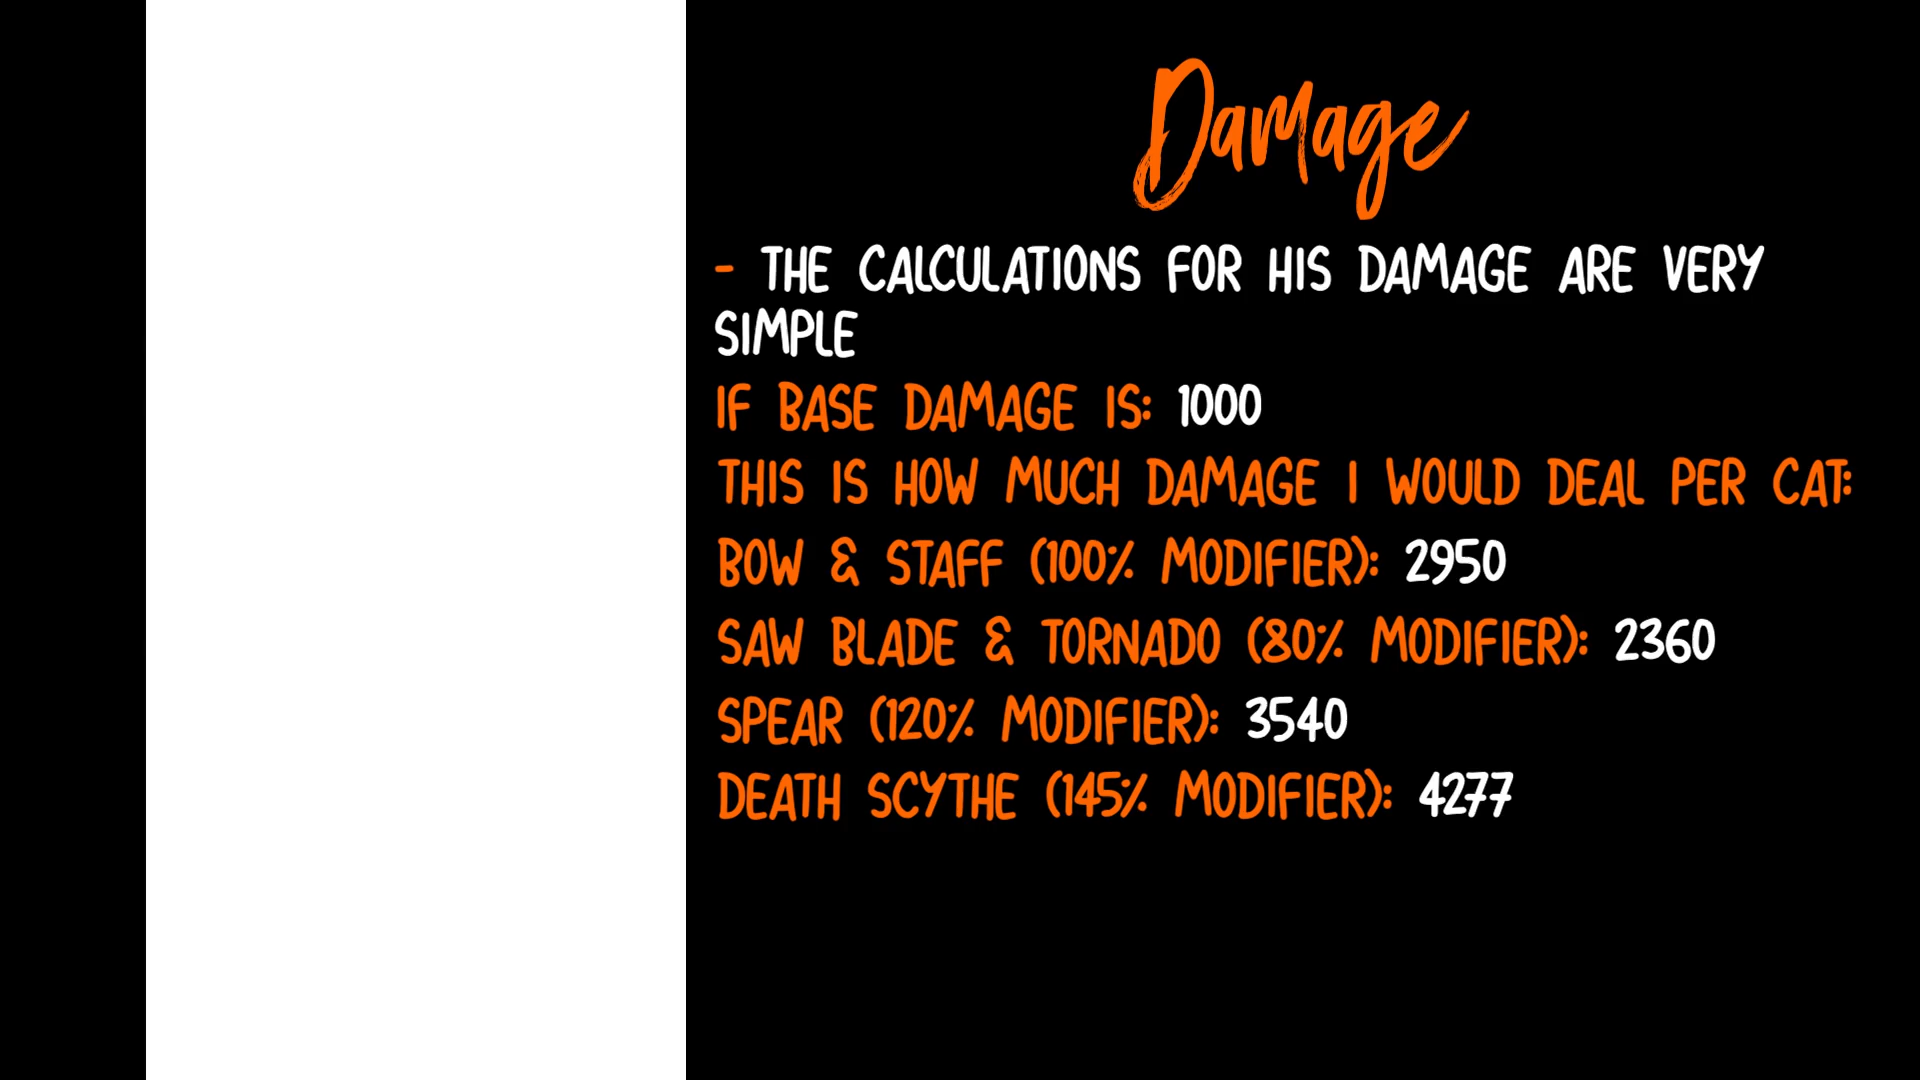 Damage
- THE CALCULATIONS FOR HIS DAMAGE ARE VERY
SIMPLE
IF BASE DAMAGE IS: 1000
THIS IS HOW MUCH DAMAGE I WOULD DEAL PER CAT:
BOW & STAFF (100% MODIFIER): 2950
SAW BLADE & TORNADO (80% MODIFIER): 2360
SPEAR (120% MODIFIER): 3540
DEATH SCYTHE (145% MODIFIER): 4277